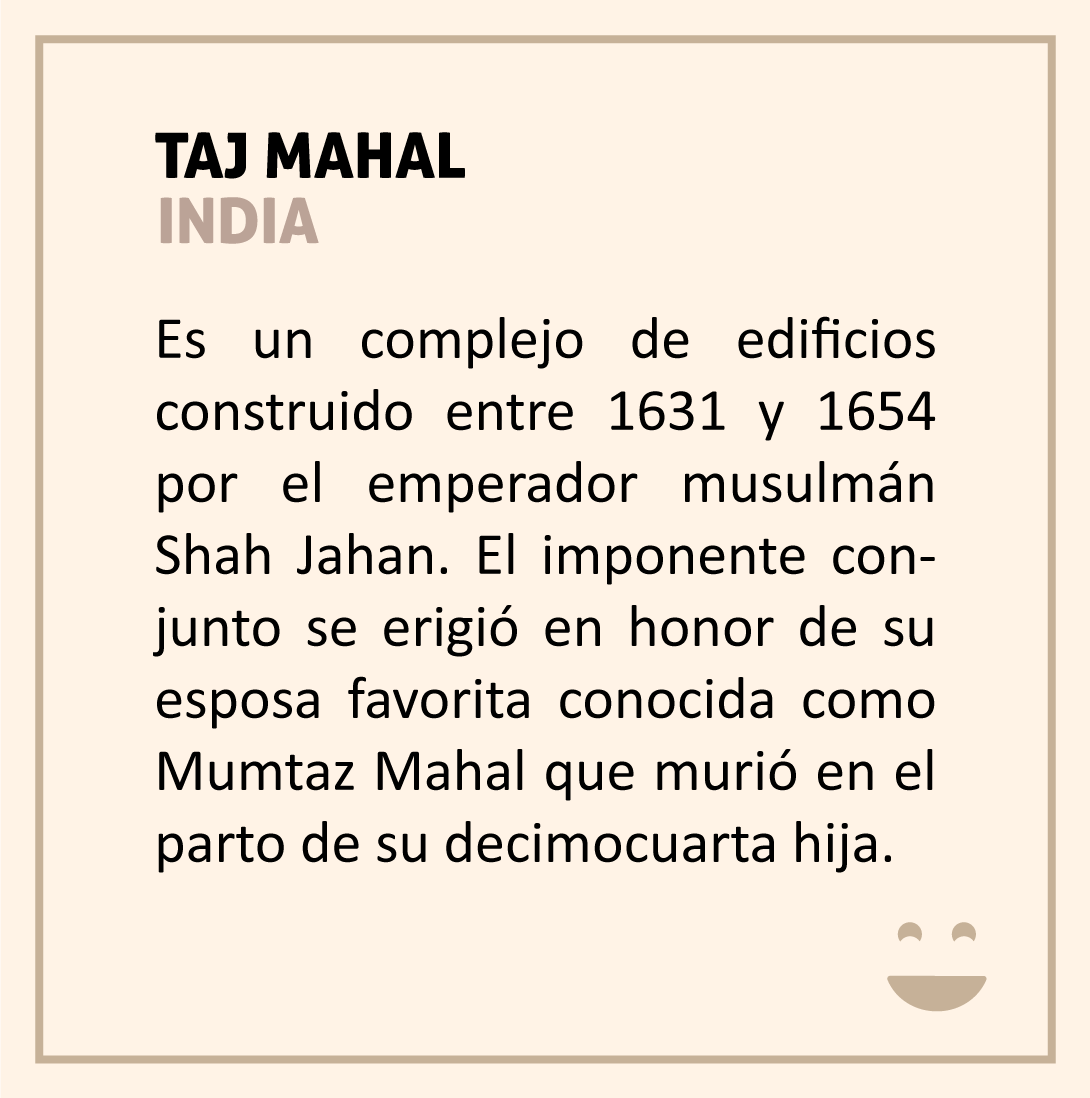 TAJ MAHAL
INDIA
Es un complejo de edificios
construido entre 1631 y 1654
por el emperador musulmán
Shah Jahan. El imponente con-
junto se erigió en honor de su
esposa favorita conocida como
Mumtaz Mahal que murió en el
parto de su decimocuarta hija.